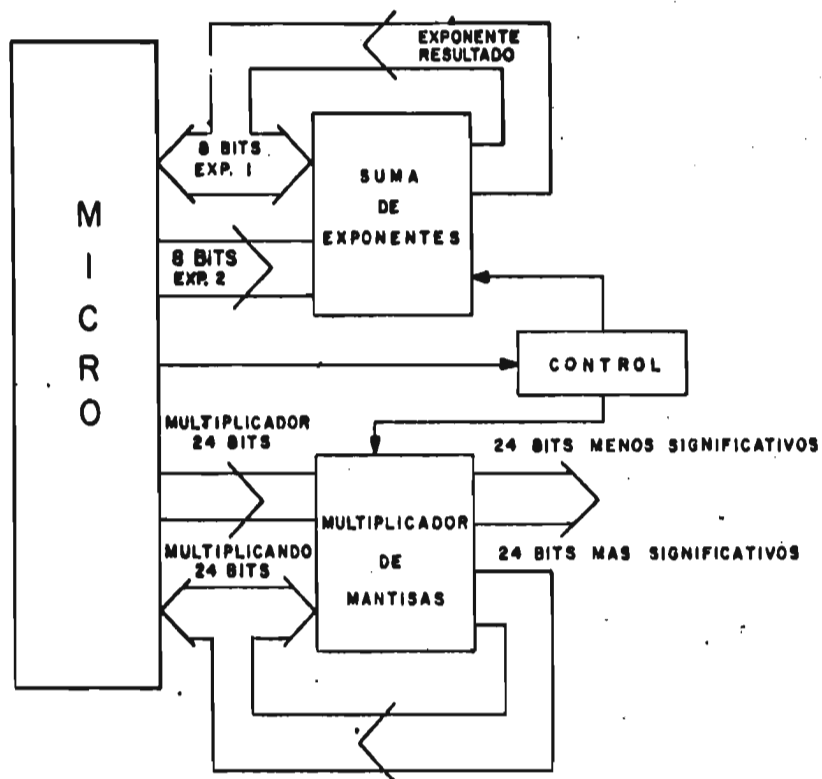 EXPONENTE
RESULTADO
8 BITS
EXP. 1
SUMA
DE
EXPONENTES
MICRO
8 BITS
EXP. 2
CONTROL
MULTIPLICADOR
24 BITS
24 BITS MENOS SIGNIFICATIVOS
MULTIPLICADOR
DE
MANTISAS
MULTIPLICANDO
24 BITS
24 BITS MAS SIGNIFICATIVOS